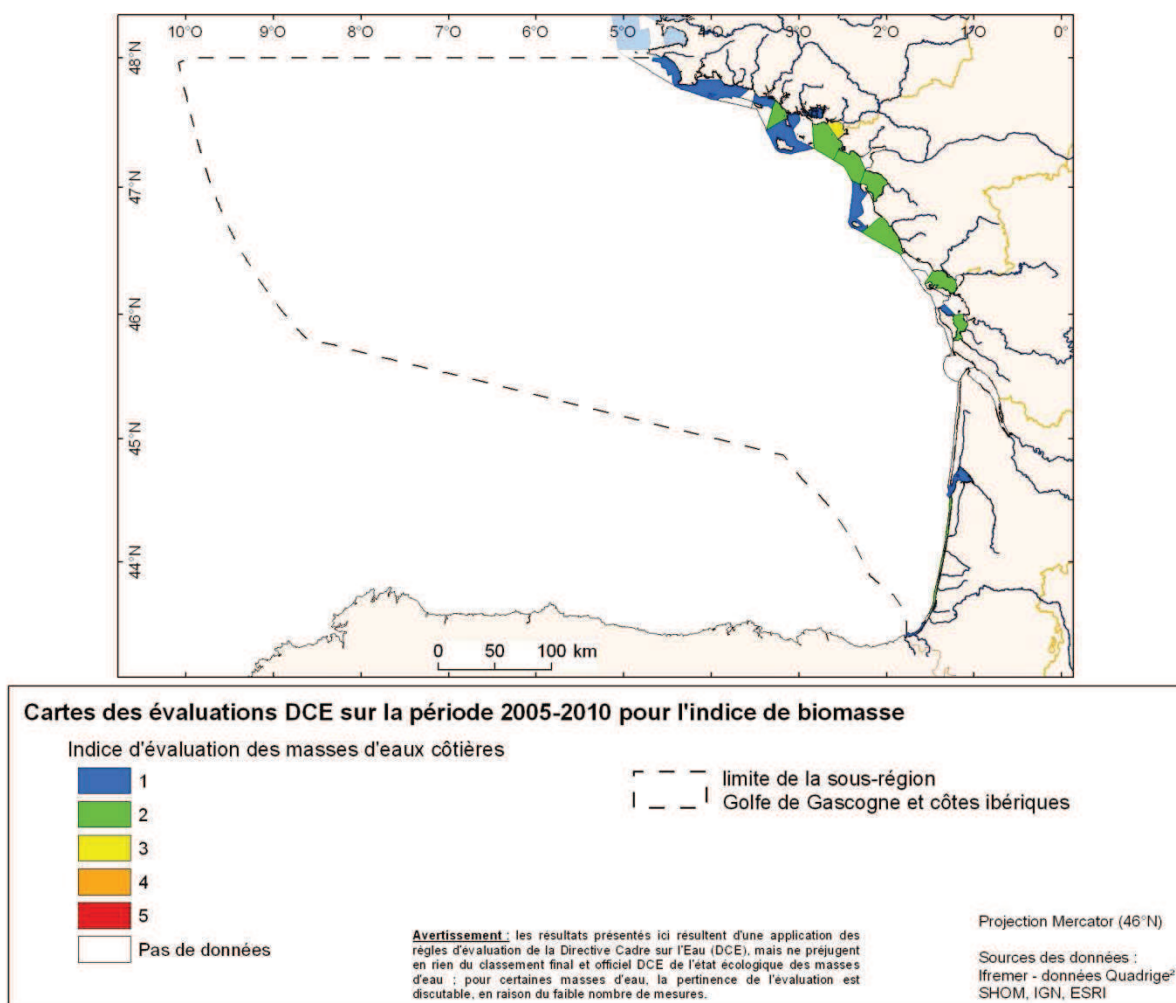 10°O 9°O 8°O 7°O 6°O 5°O 4°O 3°O 2°O 1°O 0°
48°N
47°N
46°N
45°N
44°N
0 50 100 km
Cartes des évaluations DCE sur la période 2005-2010 pour l'indice de biomasse
Indice d'évaluation des masses d'eaux côtières
1
2
3
4
5
Pas de données
limite de la sous-région
Golfe de Gascogne et côtes ibériques
Avertissement : les résultats présentés ici résultent d'une application des
règles d'évaluation de la Directive Cadre sur l'Eau (DCE), mais ne préjugent
en rien du classement final et officiel DCE de l'état écologique des masses
d'eau ; pour certaines masses d'eau, la pertinence de l'évaluation est
discutable, en raison du faible nombre de mesures.
Projection Mercator (46°N)
Sources des données :
Ifremer - données Quadrige²
SHOM, IGN, ESRI